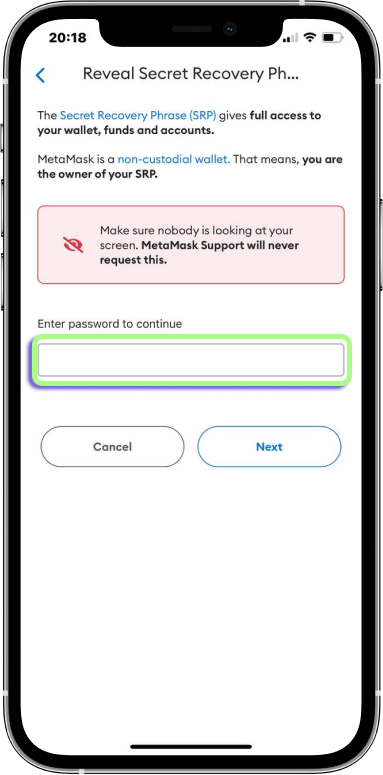 20:18
Reveal Secret Recovery Ph...
The Secret Recovery Phrase (SRP) gives full access to
your wallet, funds and accounts.
MetaMask is a non-custodial wallet. That means, you are
the owner of your SRP.
Make sure nobody is looking at your
screen. MetaMask Support will never
request this.
Enter password to continue
Cancel
Next